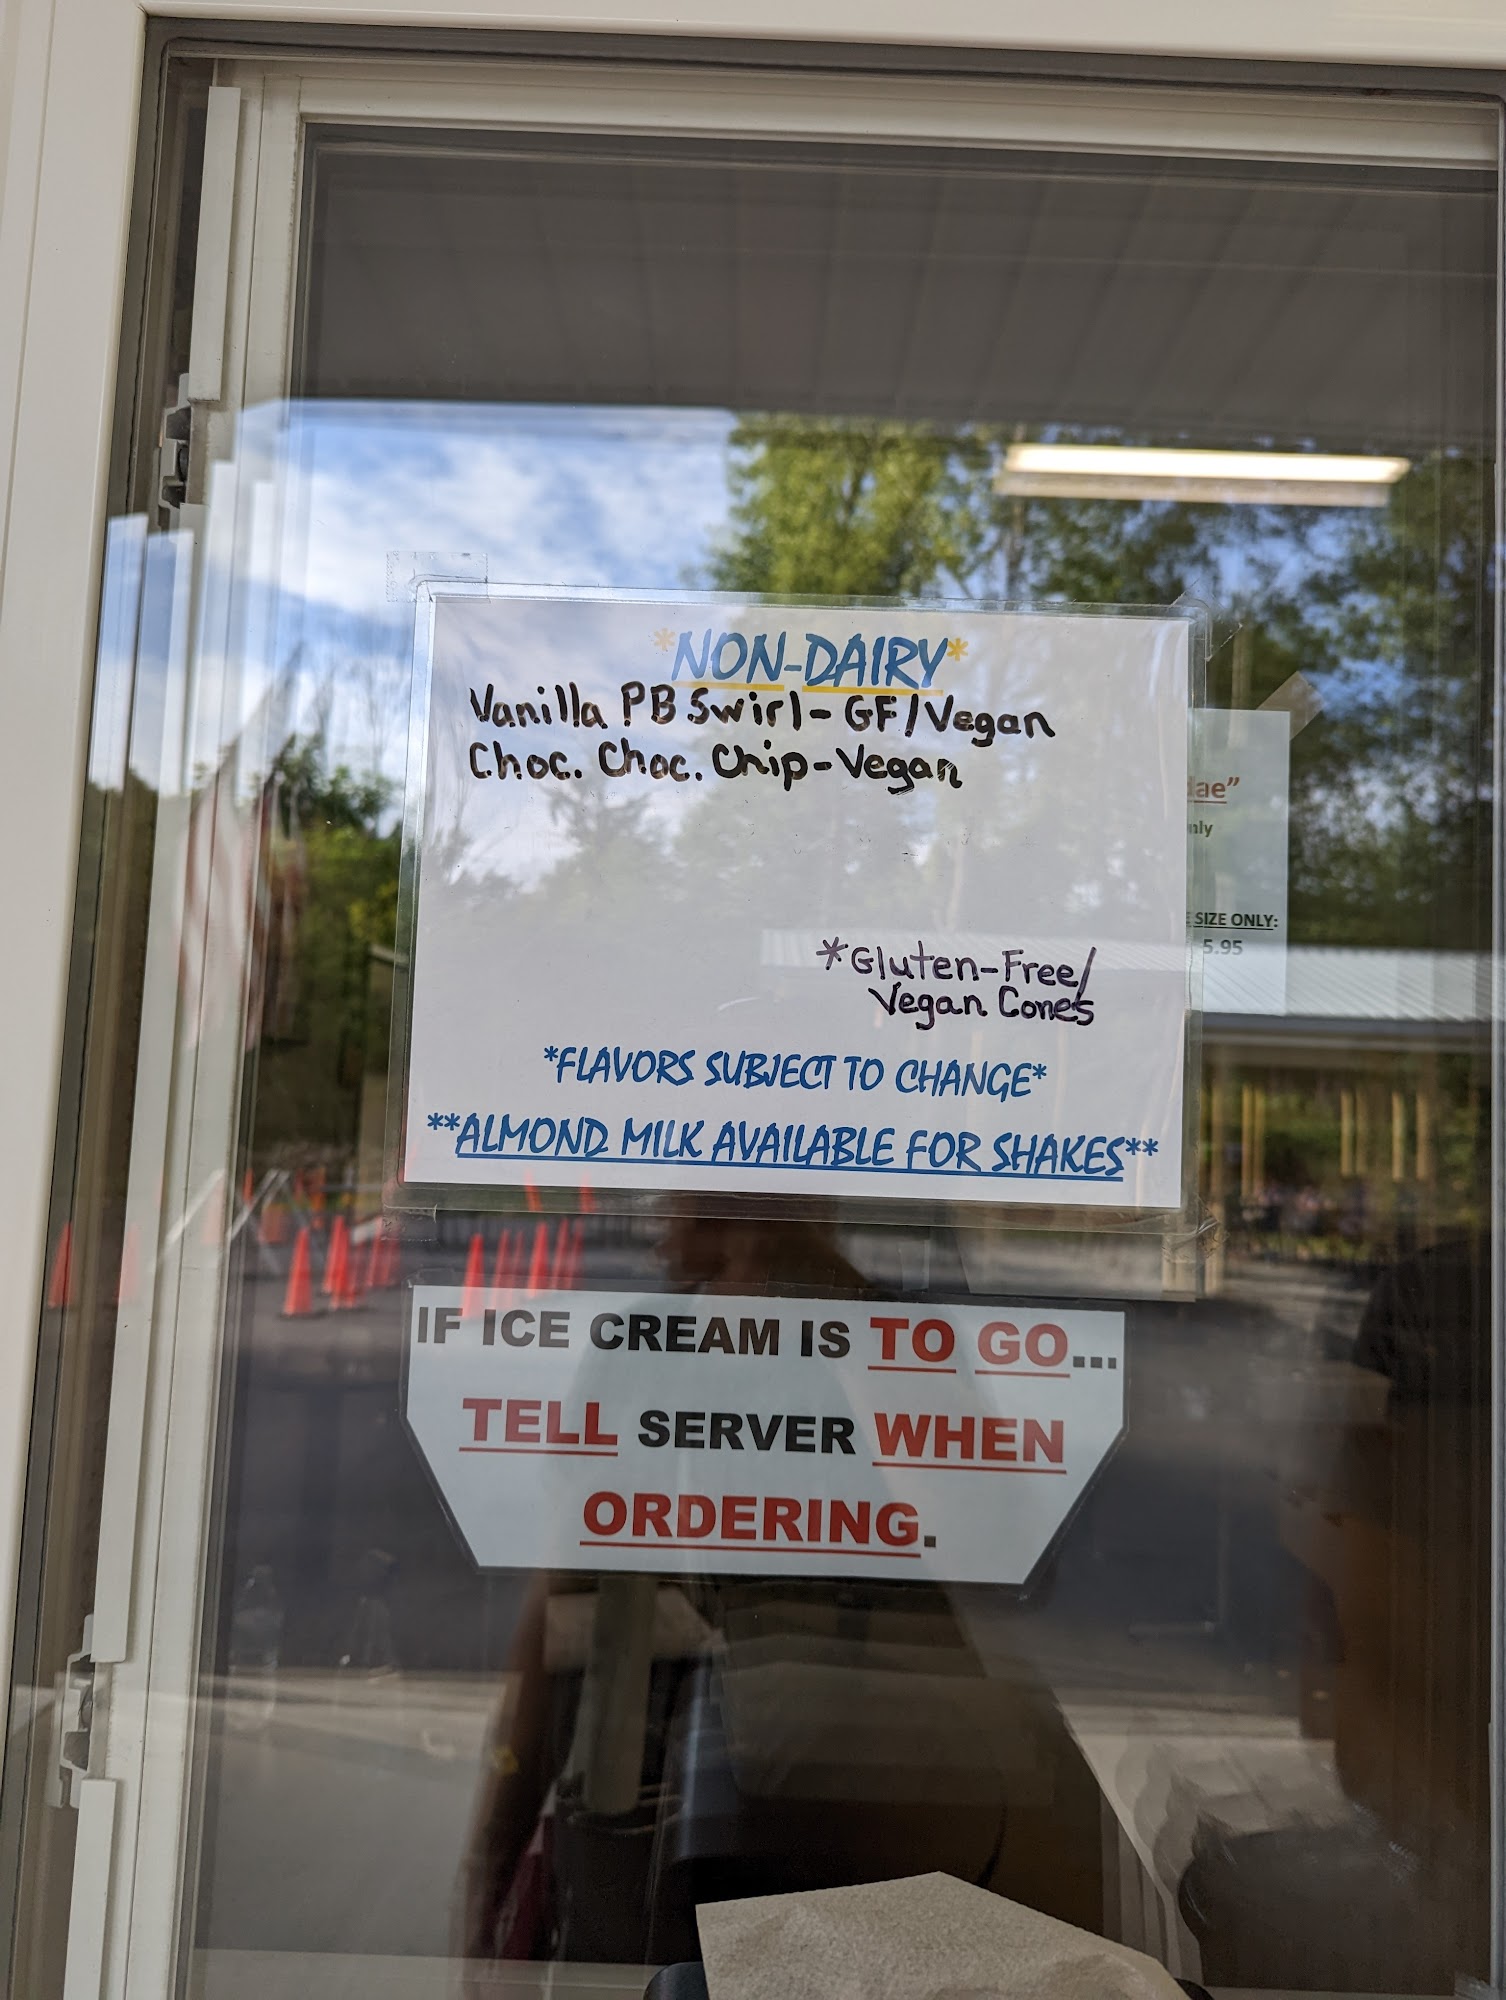 *NON-DAIRY*
Vanilla PB Swirl - GF/Vegan
Choc. Choc. Chip - Vegan
*Gluten-Free/
Vegan Cones
*FLAVORS SUBJECT TO CHANGE*
**ALMOND MILK AVAILABLE FOR SHAKES**
SIZE ONLY:
5.95
IF ICE CREAM IS TO GO...
TELL SERVER WHEN
ORDERING.